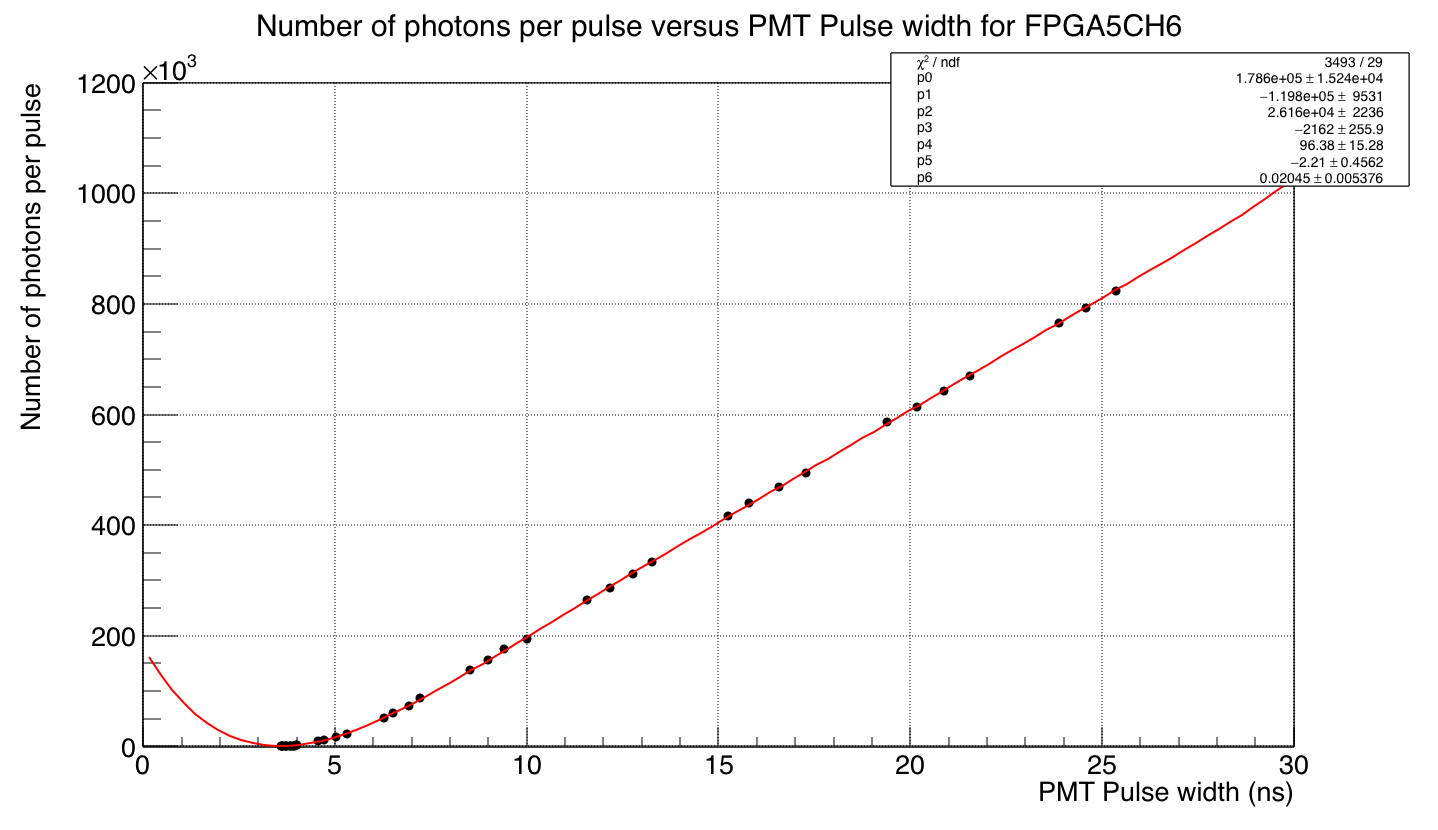 Number of photons per pulse versus PMT Pulse width for FPGA5CH6
×10³
χ² / ndf 3493 / 29
p0 1.786e+05 ± 1.524e+04
p1 −1.198e+05 ± 9531
p2 2.616e+04 ± 2236
p3 −2162 ± 255.9
p4 96.38 ± 15.28
p5 −2.21 ± 0.4562
p6 0.02045 ± 0.005376
Number of photons per pulse
1200
1000
800
600
400
200
0
0 5 10 15 20 25 30
PMT Pulse width (ns)